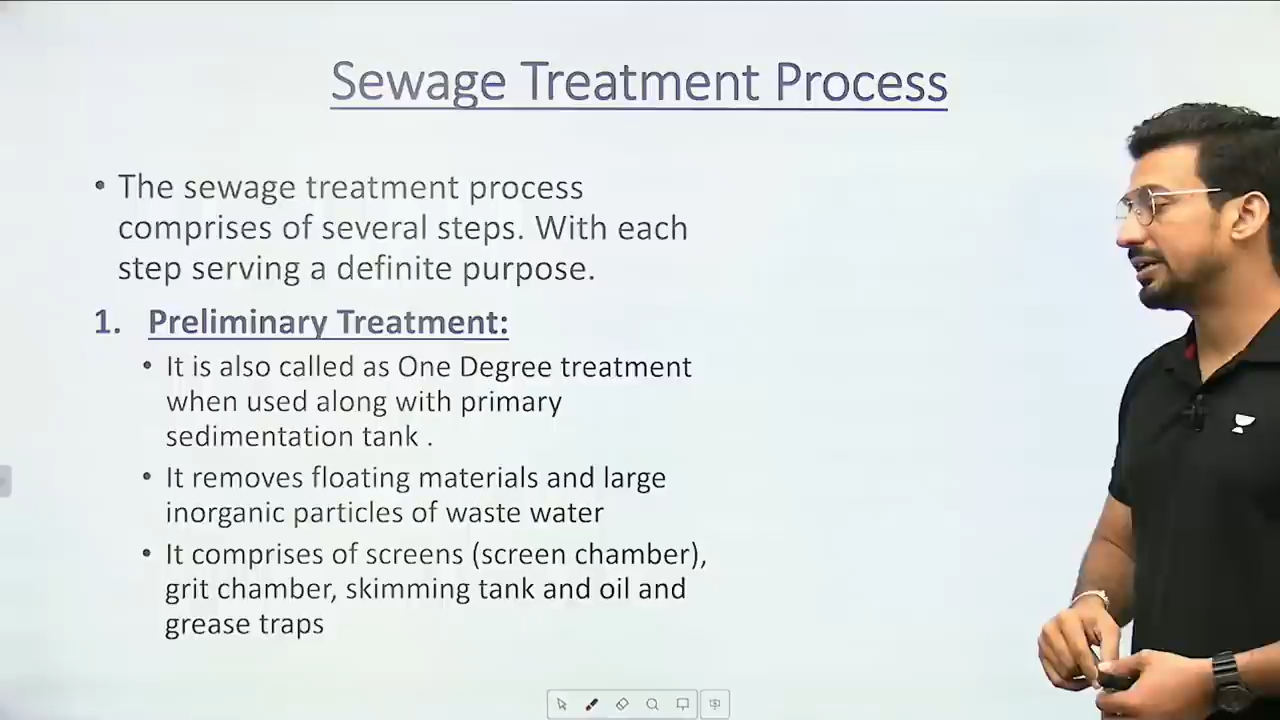 Sewage Treatment Process
• The sewage treatment process
comprises of several steps. With each
step serving a definite purpose.
1. Preliminary Treatment:
• It is also called as One Degree treatment
when used along with primary
sedimentation tank .
• It removes floating materials and large
inorganic particles of waste water
• It comprises of screens (screen chamber),
grit chamber, skimming tank and oil and
grease traps